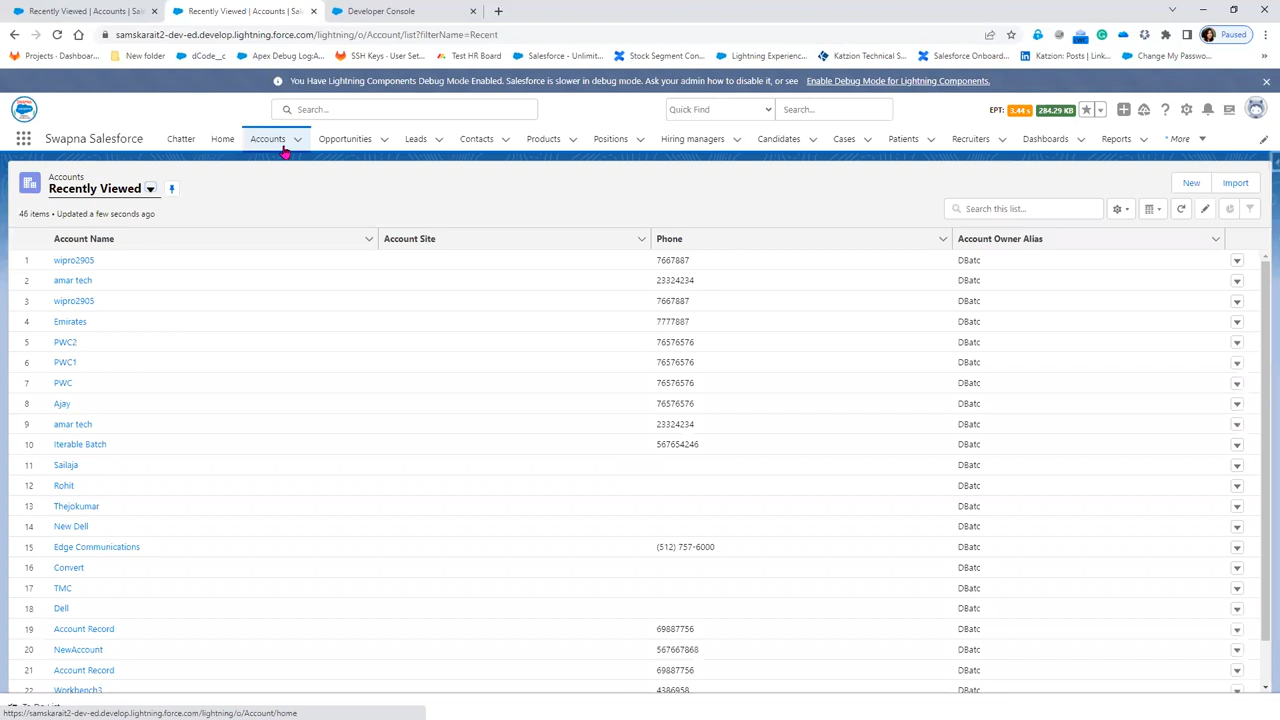 Recently Viewed | Accounts | Sal
Recently Viewed | Accounts | Sal
Developer Console
samskarait2-dev-ed.develop.lightning.force.com/lightning/o/Account/list?filterName=Recent
Paused
Projects - Dashboar...
New folder
dCode__c
Apex Debug Log:A...
SSH Keys · User Set...
Test HR Board
Salesforce - Unlimit...
Stock Segment Con...
Lightning Experienc...
Katzion Technical S...
Salesforce Onboard...
Katzion: Posts | Link...
Change My Passwo...
You Have Lightning Components Debug Mode Enabled. Salesforce is slower in debug mode. Ask your admin how to disable it, or see Enable Debug Mode for Lightning Components.
Search...
Quick Find
Search...
EPT: 3.44 s 284.29 KB
Swapna Salesforce
Chatter
Home
Accounts
Opportunities
Leads
Contacts
Products
Positions
Hiring managers
Candidates
Cases
Patients
Recruiters
Dashboards
Reports
* More
Accounts
Recently Viewed
New
Import
46 items • Updated a few seconds ago
Search this list...
Account Name Account Site Phone Account Owner Alias
1 wipro2905 7667887 DBatc
2 amar tech 23324234 DBatc
3 wipro2905 7667887 DBatc
4 Emirates 7777887 DBatc
5 PWC2 76576576 DBatc
6 PWC1 76576576 DBatc
7 PWC 76576576 DBatc
8 Ajay 76576576 DBatc
9 amar tech 23324234 DBatc
10 Iterable Batch 567654246 DBatc
11 Sailaja DBatc
12 Rohit DBatc
13 Thejokumar DBatc
14 New Dell DBatc
15 Edge Communications (512) 757-6000 DBatc
16 Convert DBatc
17 TMC DBatc
18 Dell DBatc
19 Account Record 69887756 DBatc
20 NewAccount 567667868 DBatc
21 Account Record 69887756 DBatc
22 Workbench3 4386958 DBatc
https://samskarait2-dev-ed.develop.lightning.force.com/lightning/o/Account/home